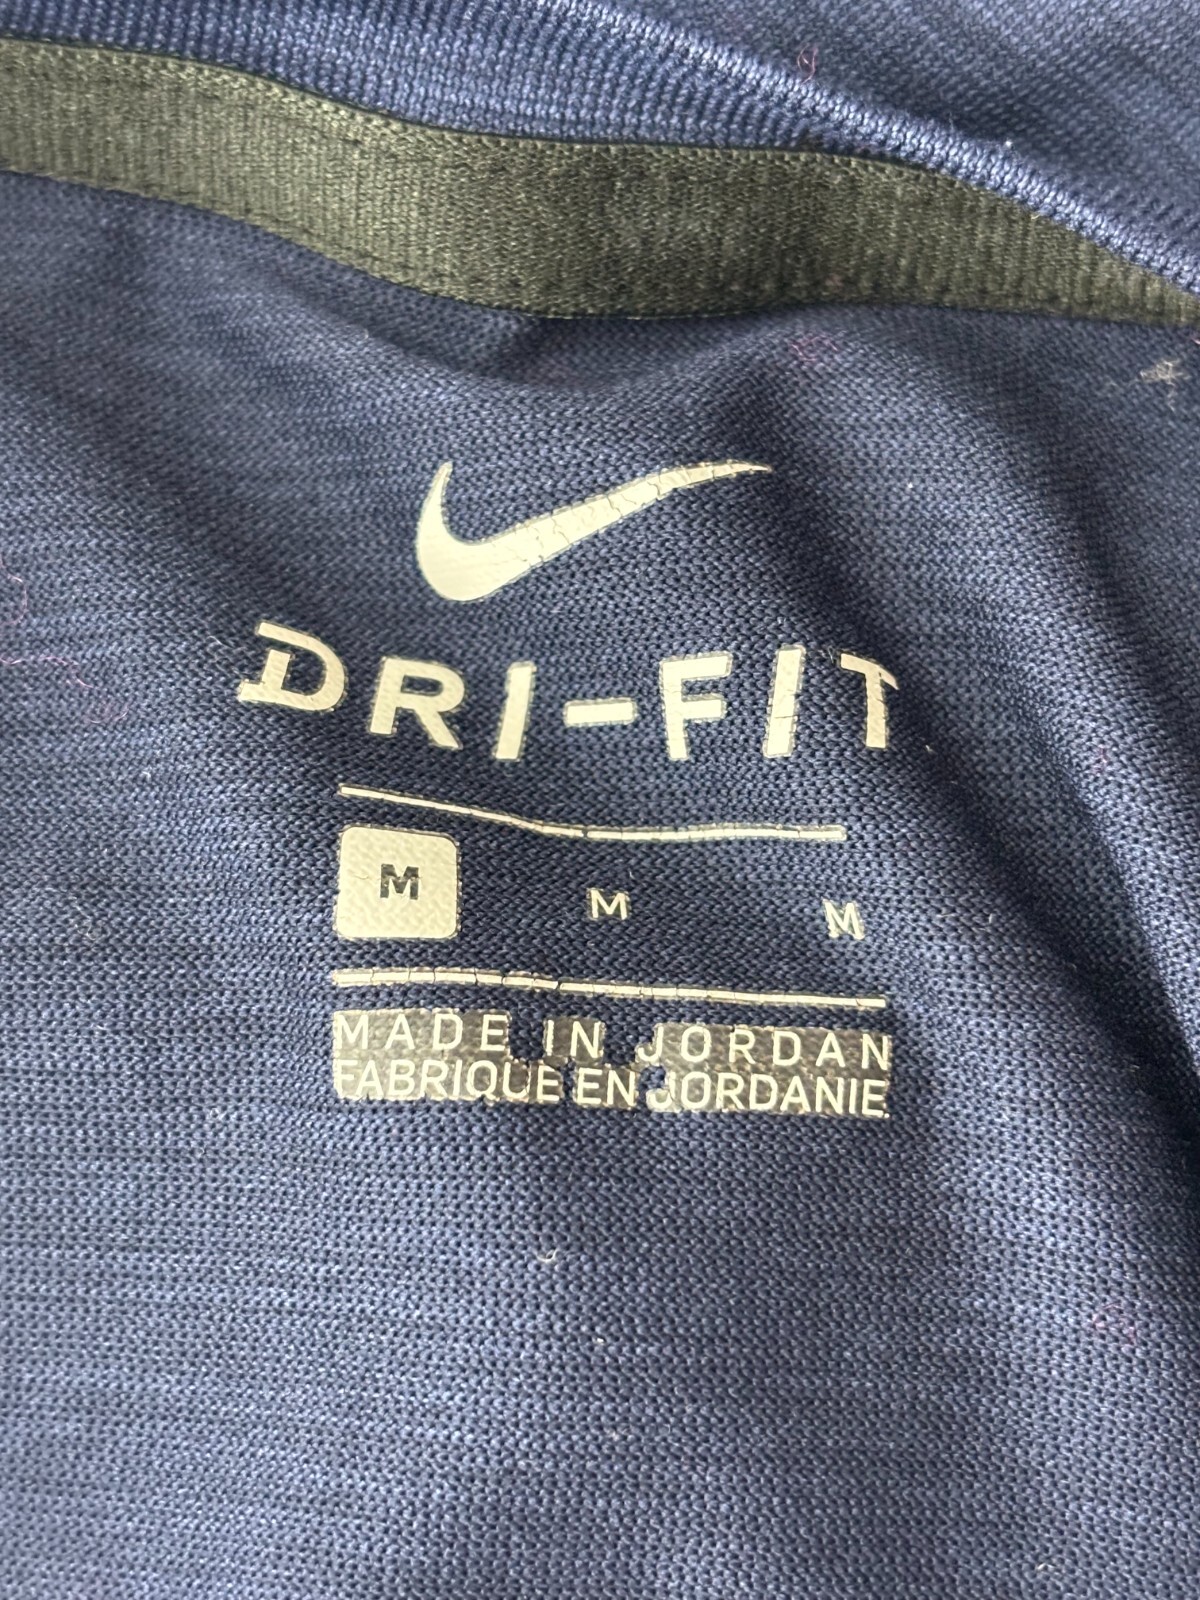 DRI-FIT
M M M
MADE IN JORDAN
FABRIQUE EN JORDANIE